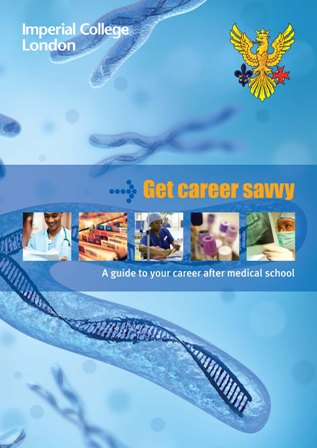 Imperial College
London
Get career savvy
A guide to your career after medical school